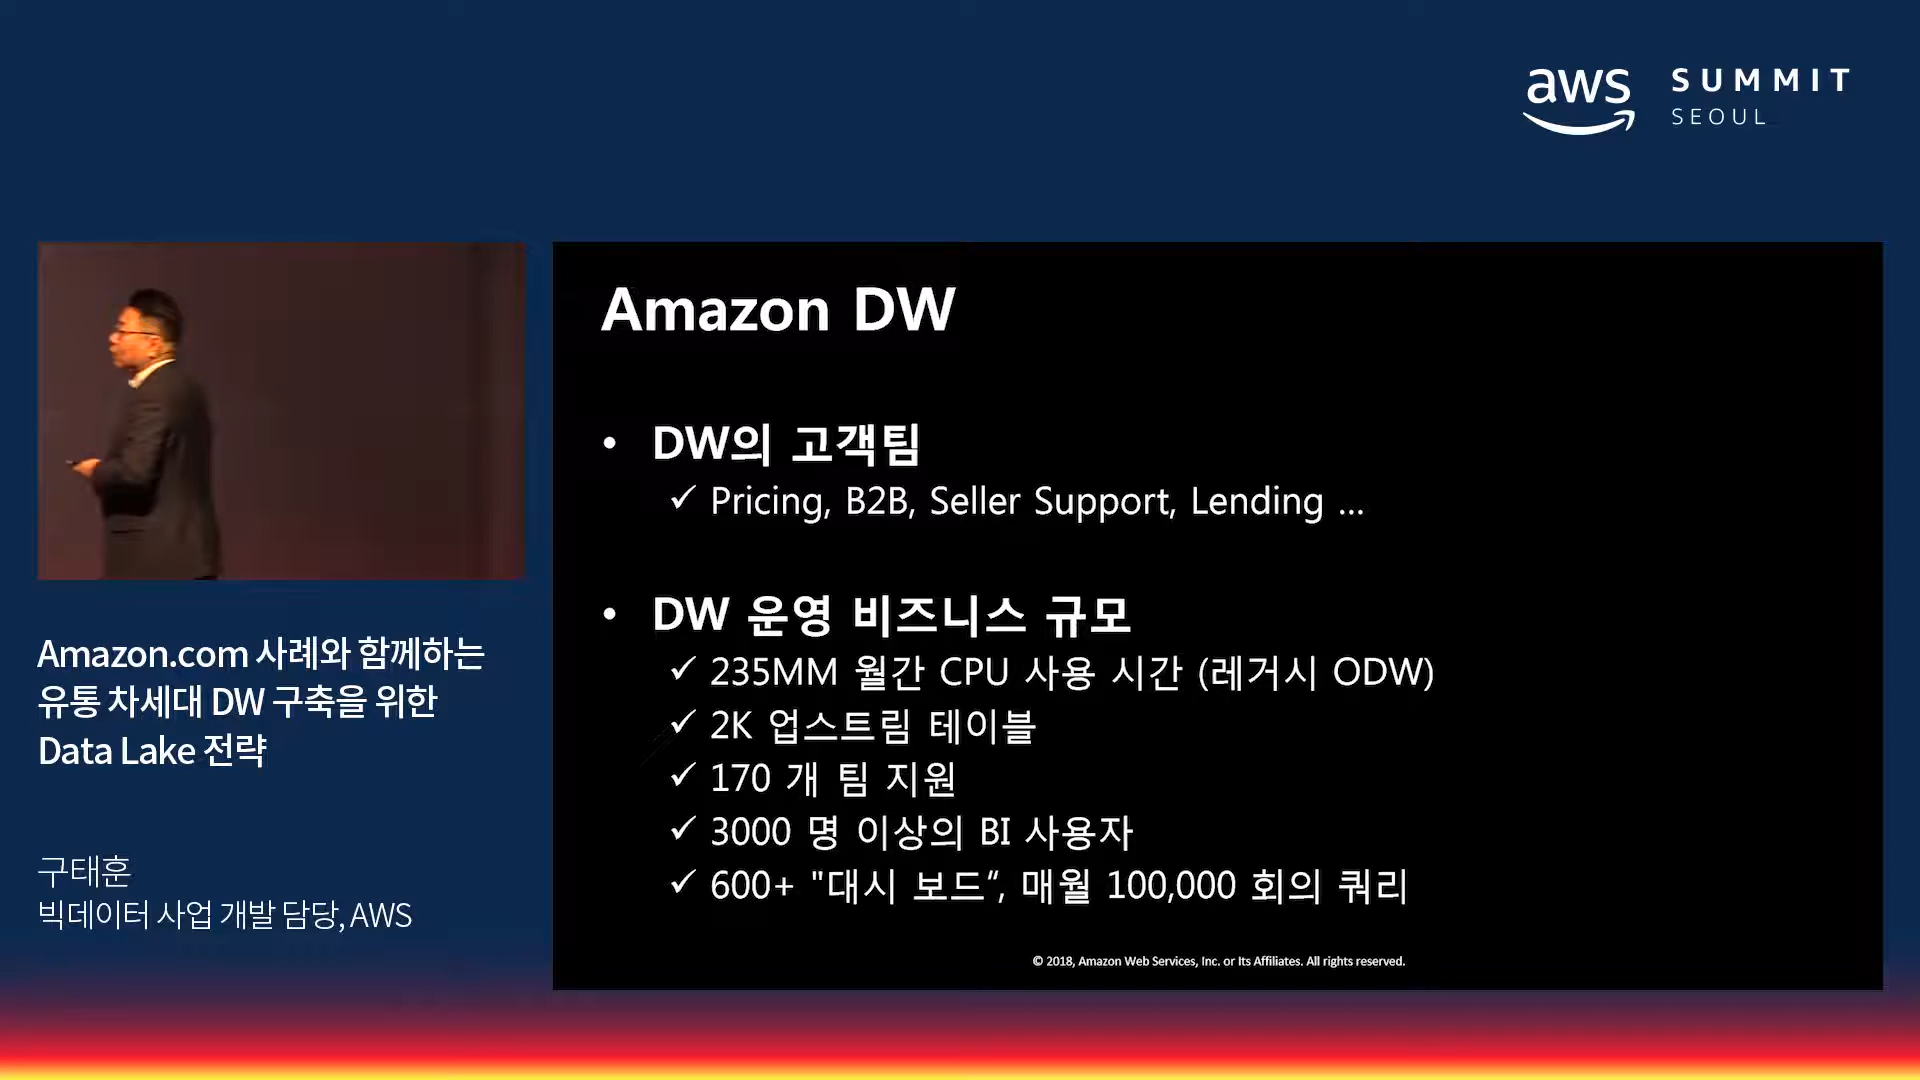 aws SUMMIT
SEOUL
Amazon DW
• DW의 고객팀
✓ Pricing, B2B, Seller Support, Lending ...
• DW 운영 비즈니스 규모
✓ 235MM 월간 CPU 사용 시간 (레거시 ODW)
✓ 2K 업스트림 테이블
✓ 170 개 팀 지원
✓ 3000 명 이상의 BI 사용자
✓ 600+ "대시 보드“, 매월 100,000 회의 쿼리
© 2018, Amazon Web Services, Inc. or Its Affiliates. All rights reserved.
Amazon.com 사례와 함께하는
유통 차세대 DW 구축을 위한
Data Lake 전략
구태훈
빅데이터 사업 개발 담당, AWS